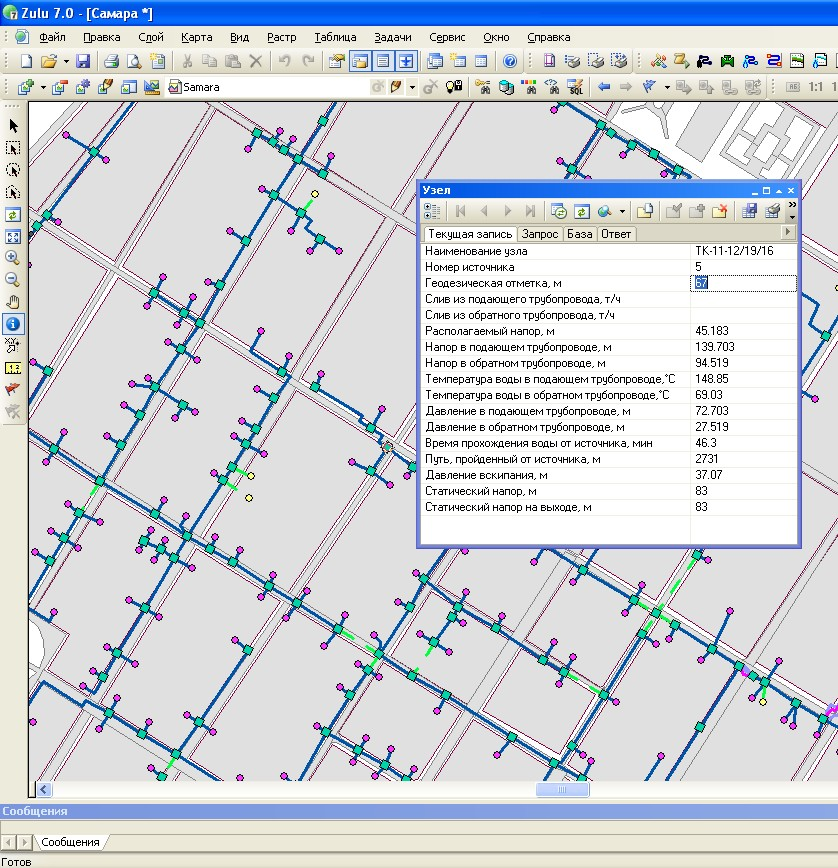 Zulu 7.0 - [Самара *]
Файл Правка Слой Карта Вид Растр Таблица Задачи Сервис Окно Справка
Samara SQL AB 1:1
Узел
Текущая запись Запрос База Ответ
Наименование узла ТК-11-12/19/16
Номер источника 5
Геодезическая отметка, м 67
Слив из подающего трубопровода, т/ч
Слив из обратного трубопровода, т/ч
Располагаемый напор, м 45.183
Напор в подающем трубопроводе, м 139.703
Напор в обратном трубопроводе, м 94.519
Температура воды в подающем трубопроводе,°C 148.85
Температура воды в обратном трубопроводе,°C 69.03
Давление в подающем трубопроводе, м 72.703
Давление в обратном трубопроводе, м 27.519
Время прохождения воды от источника, мин 46.3
Путь, пройденный от источника, м 2731
Давление вскипания, м 37.07
Статический напор, м 83
Статический напор на выходе, м 83
Сообщения
Сообщения
Готов